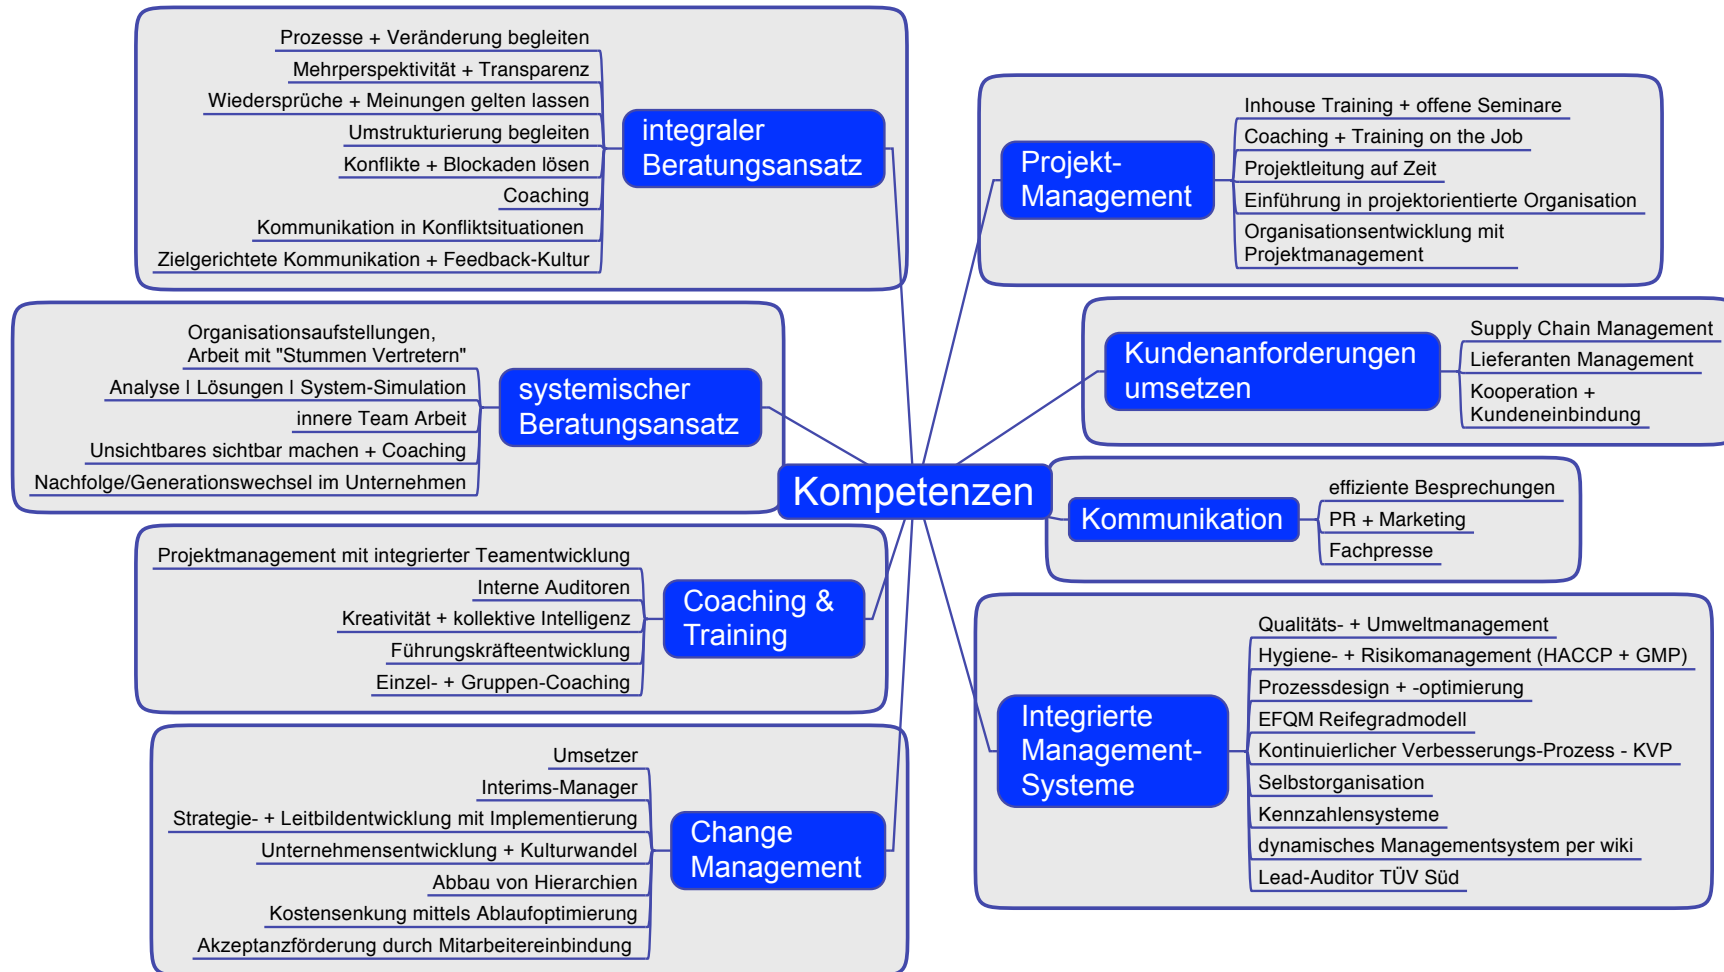 Kompetenzen
integraler
Beratungsansatz
Prozesse + Veränderung begleiten
Mehrperspektivität + Transparenz
Wiedersprüche + Meinungen gelten lassen
Umstrukturierung begleiten
Konflikte + Blockaden lösen
Coaching
Kommunikation in Konfliktsituationen
Zielgerichtete Kommunikation + Feedback-Kultur
systemischer
Beratungsansatz
Organisationsaufstellungen,
Arbeit mit "Stummen Vertretern"
Analyse | Lösungen | System-Simulation
innere Team Arbeit
Unsichtbares sichtbar machen + Coaching
Nachfolge/Generationswechsel im Unternehmen
Coaching &
Training
Projektmanagement mit integrierter Teamentwicklung
Interne Auditoren
Kreativität + kollektive Intelligenz
Führungskräfteentwicklung
Einzel- + Gruppen-Coaching
Change
Management
Umsetzer
Interims-Manager
Strategie- + Leitbildentwicklung mit Implementierung
Unternehmensentwicklung + Kulturwandel
Abbau von Hierarchien
Kostensenkung mittels Ablaufoptimierung
Akzeptanzförderung durch Mitarbeitereinbindung
Projekt-
Management
Inhouse Training + offene Seminare
Coaching + Training on the Job
Projektleitung auf Zeit
Einführung in projektorientierte Organisation
Organisationsentwicklung mit
Projektmanagement
Kundenanforderungen
umsetzen
Supply Chain Management
Lieferanten Management
Kooperation +
Kundeneinbindung
Kommunikation
effiziente Besprechungen
PR + Marketing
Fachpresse
Integrierte
Management-
Systeme
Qualitäts- + Umweltmanagement
Hygiene- + Risikomanagement (HACCP + GMP)
Prozessdesign + -optimierung
EFQM Reifegradmodell
Kontinuierlicher Verbesserungs-Prozess - KVP
Selbstorganisation
Kennzahlensysteme
dynamisches Managementsystem per wiki
Lead-Auditor TÜV Süd